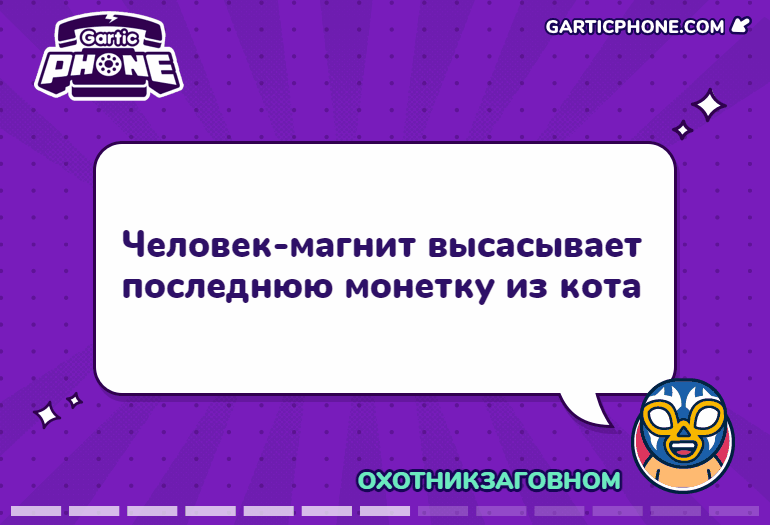 Gartic
PHONE
GARTICPHONE.COM
Человек-магнит высасывает
последнюю монетку из кота
ОХОТНИКЗАГОВНОМ